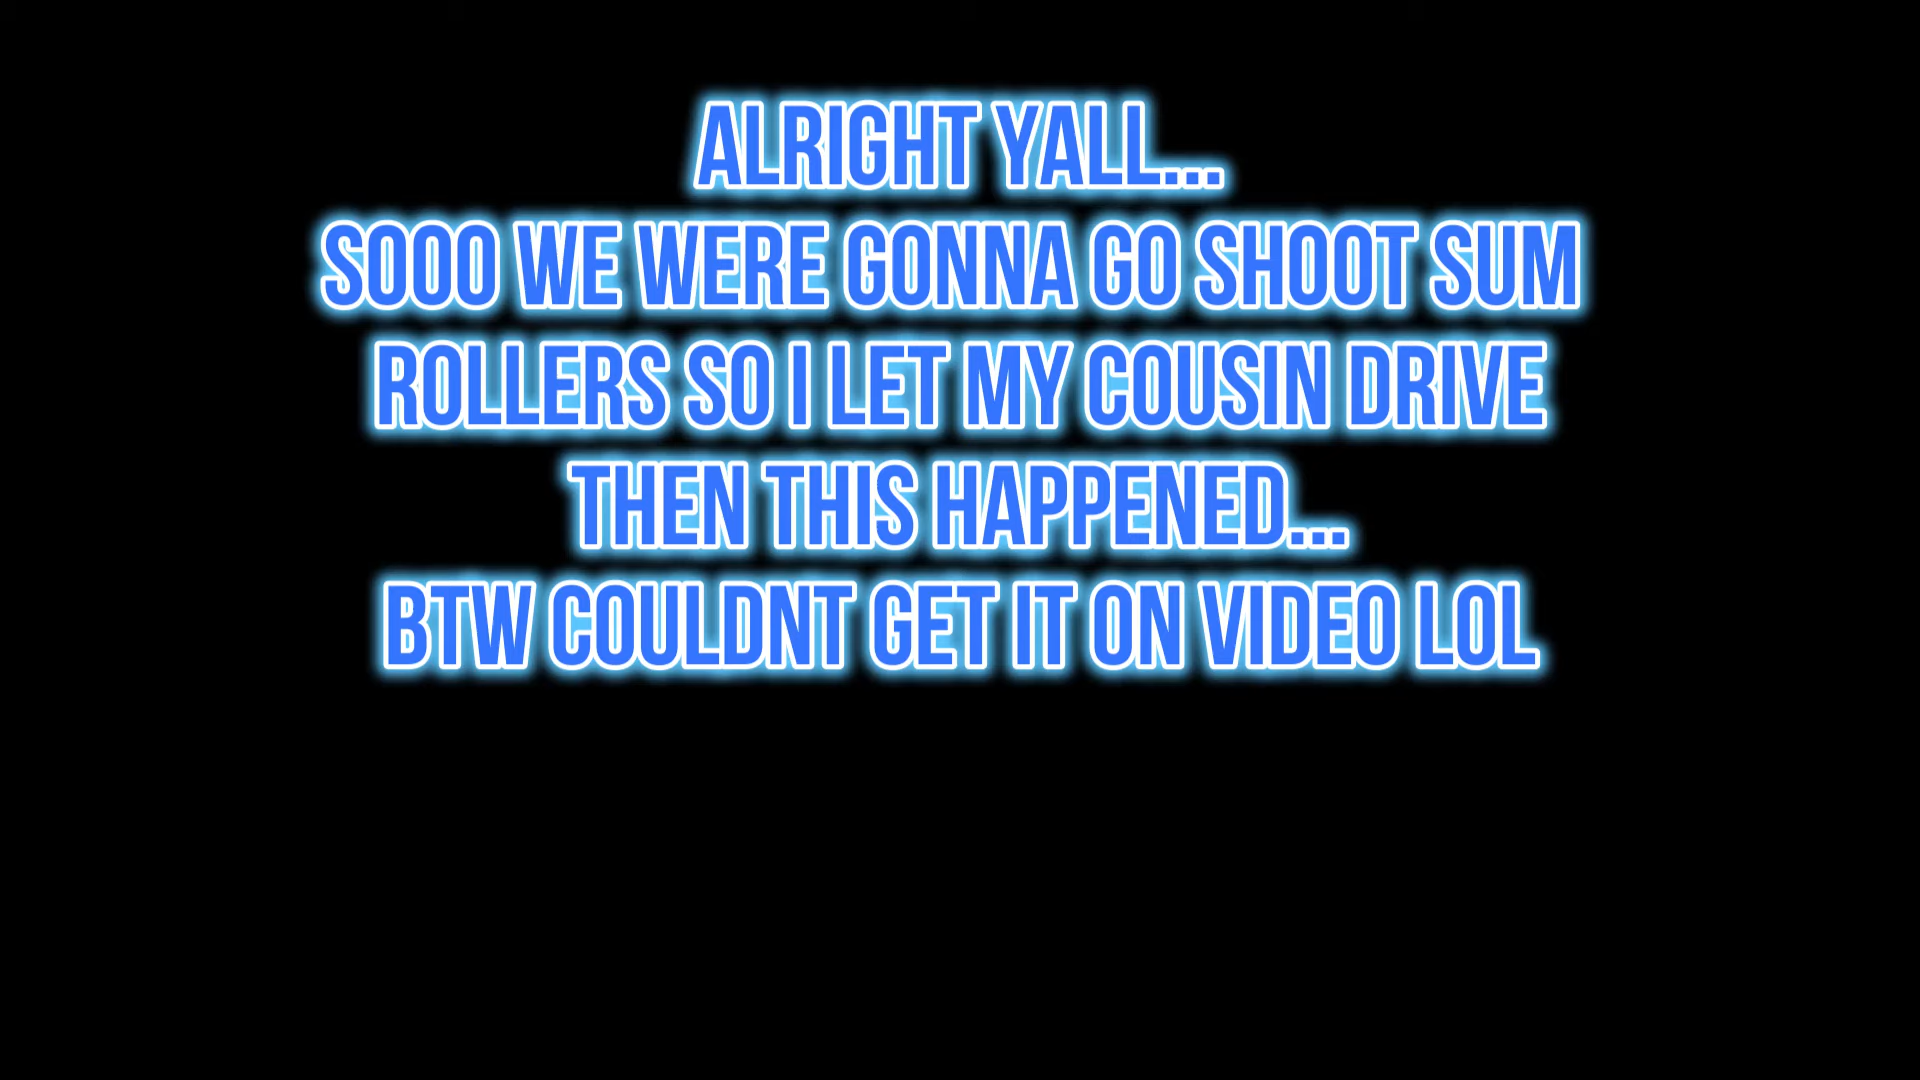 ALRIGHT YALL...
SOOO WE WERE GONNA GO SHOOT SUM
ROLLERS SO I LET MY COUSIN DRIVE
THEN THIS HAPPENED...
BTW COULDNT GET IT ON VIDEO LOL